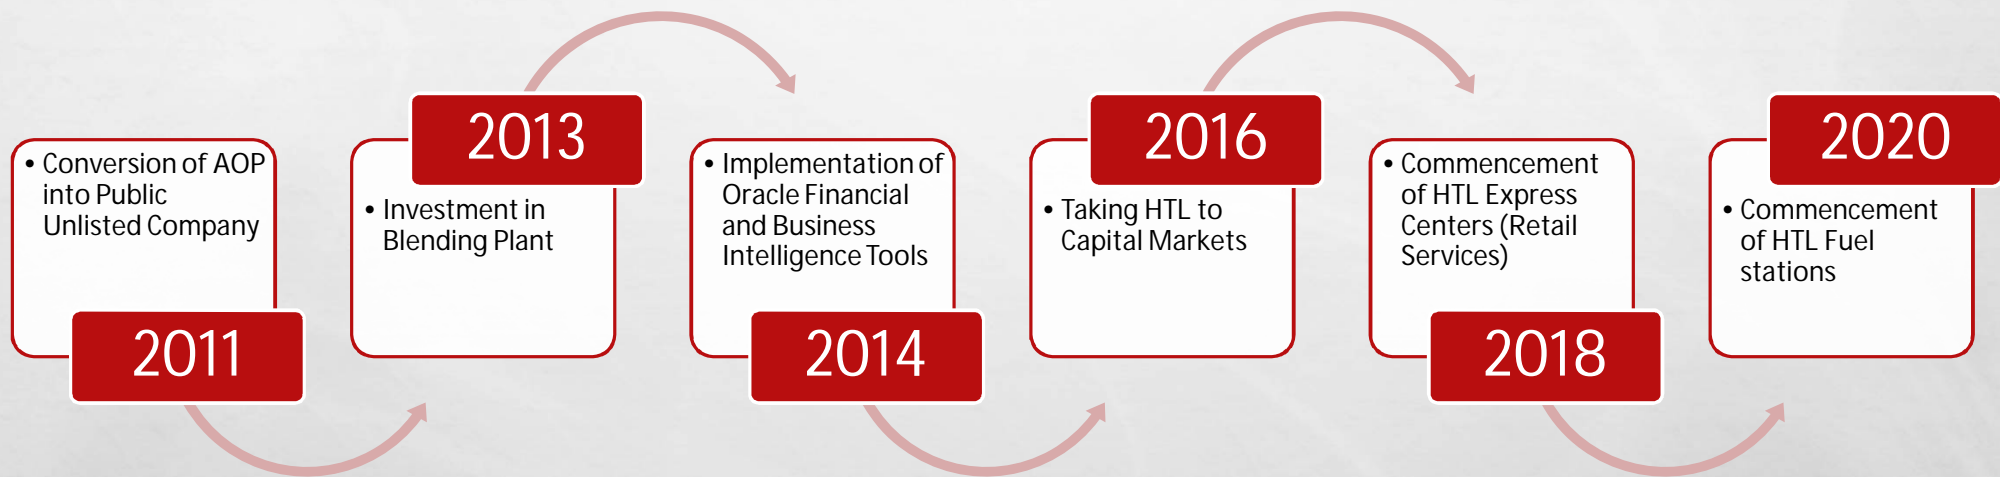 • Conversion of AOP
into Public
Unlisted Company
2011
2013
• Investment in
Blending Plant
• Implementation of
Oracle Financial
and Business
Intelligence Tools
2014
2016
• Taking HTL to
Capital Markets
• Commencement
of HTL Express
Centers (Retail
Services)
2018
2020
• Commencement
of HTL Fuel
stations